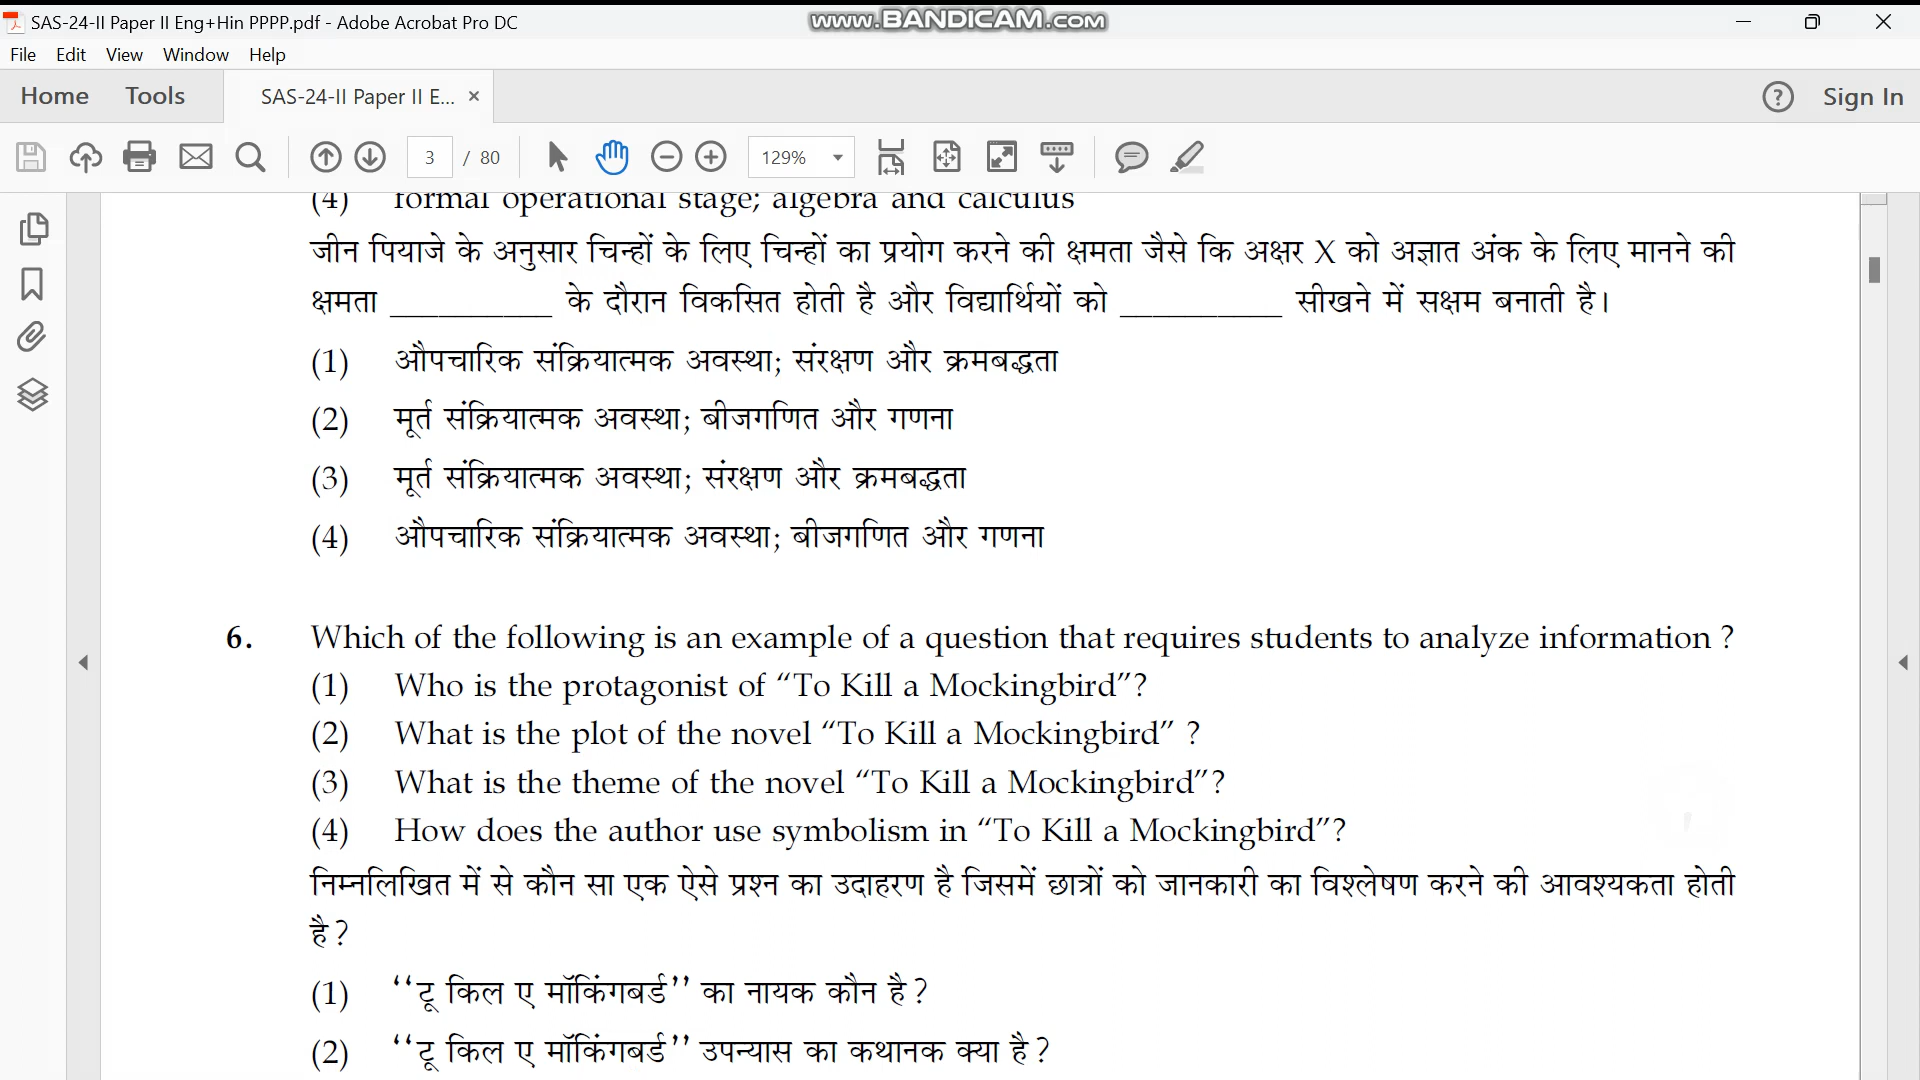 SAS-24-II Paper II Eng+Hin PPPP.pdf - Adobe Acrobat Pro DC
www.BANDICAM.com
File Edit View Window Help
Home Tools SAS-24-II Paper II E... × Sign In
3 / 80 129%
(4) formal operational stage; algebra and calculus
जीन पियाजे के अनुसार चिन्हों के लिए चिन्हों का प्रयोग करने की क्षमता जैसे कि अक्षर X को अज्ञात अंक के लिए मानने की
क्षमता __________ के दौरान विकसित होती है और विद्यार्थियों को __________ सीखने में सक्षम बनाती है।
(1) औपचारिक संक्रियात्मक अवस्था; संरक्षण और क्रमबद्धता
(2) मूर्त संक्रियात्मक अवस्था; बीजगणित और गणना
(3) मूर्त संक्रियात्मक अवस्था; संरक्षण और क्रमबद्धता
(4) औपचारिक संक्रियात्मक अवस्था; बीजगणित और गणना
6. Which of the following is an example of a question that requires students to analyze information ?
(1) Who is the protagonist of “To Kill a Mockingbird”?
(2) What is the plot of the novel “To Kill a Mockingbird” ?
(3) What is the theme of the novel “To Kill a Mockingbird”?
(4) How does the author use symbolism in “To Kill a Mockingbird”?
निम्नलिखित में से कौन सा एक ऐसे प्रश्न का उदाहरण है जिसमें छात्रों को जानकारी का विश्लेषण करने की आवश्यकता होती
है?
(1) ‘‘टू किल ए मॉकिंगबर्ड’’ का नायक कौन है?
(2) ‘‘टू किल ए मॉकिंगबर्ड’’ उपन्यास का कथानक क्या है?